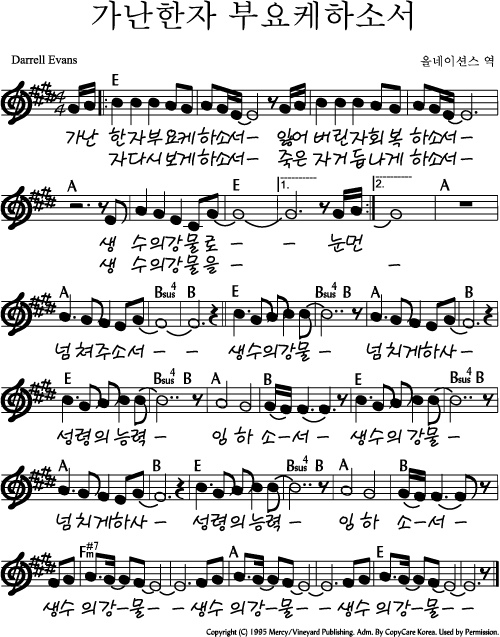 가난한자 부요케하소서
Darrell Evans 올네이션스 역
E
가난 한자부요케 하소서- 잃어 버린자회복 하소서-
자다시보게 하소서- 죽은 자거듭나게 하소서-
A E 1. 2. A
생 수의강물로 - - 눈먼
생 수의강물을 - -
A Bsus4 B E Bsus4 B A
넘 쳐주소서 - - 생수의강물 - 넘치게하사 -
Bsus4 B
E Bsus4 B A B E Bsus4 B
성령의 능력 - 임 하 소 -서 - 생수의 강물 -
A Bsus4 B E Bsus4 B A B
넘치게하사 - - 성령의능력 - 임 하 소 -서 -
E F#m7 A E
생수 의강-물- - 생수 의강-물- - 생수 의강-물- - 생수 의강-물-
Copyright (C) 1995 Mercy/Vineyard Publishing. Adm. By CopyCare Korea. Used by Permission.